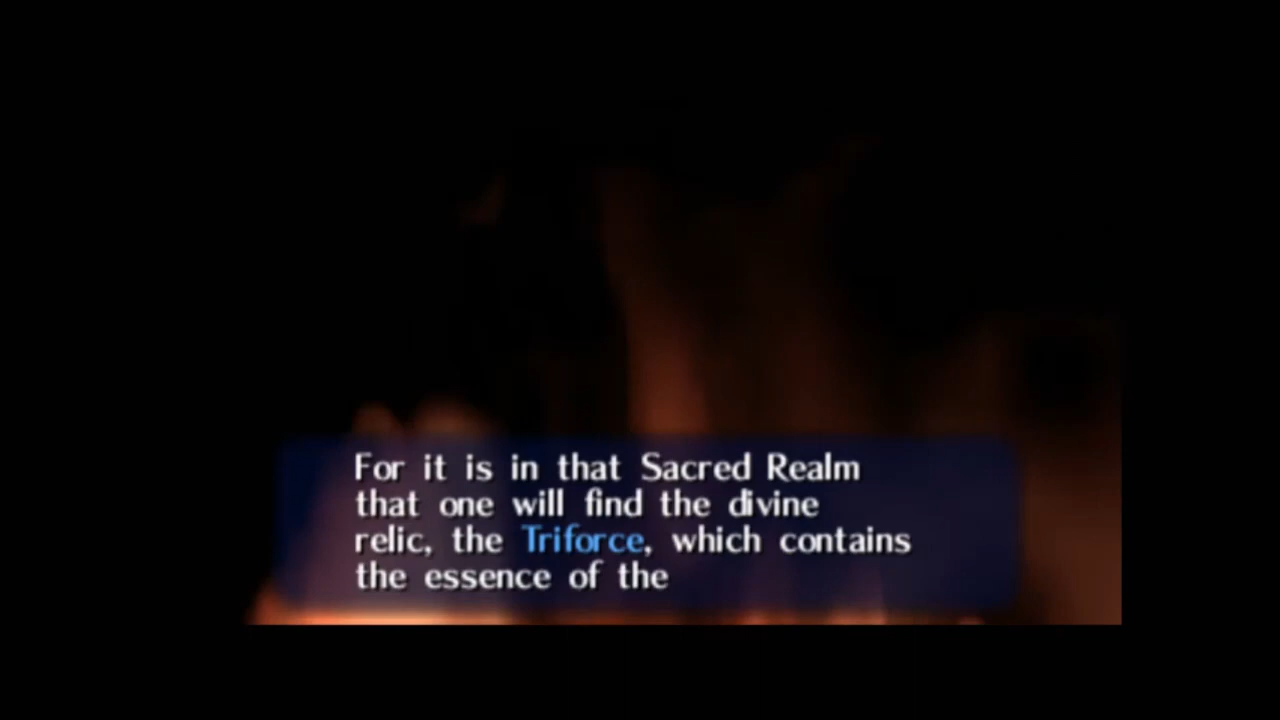 For it is in that Sacred Realm
that one will find the divine
relic, the Triforce, which contains
the essence of the